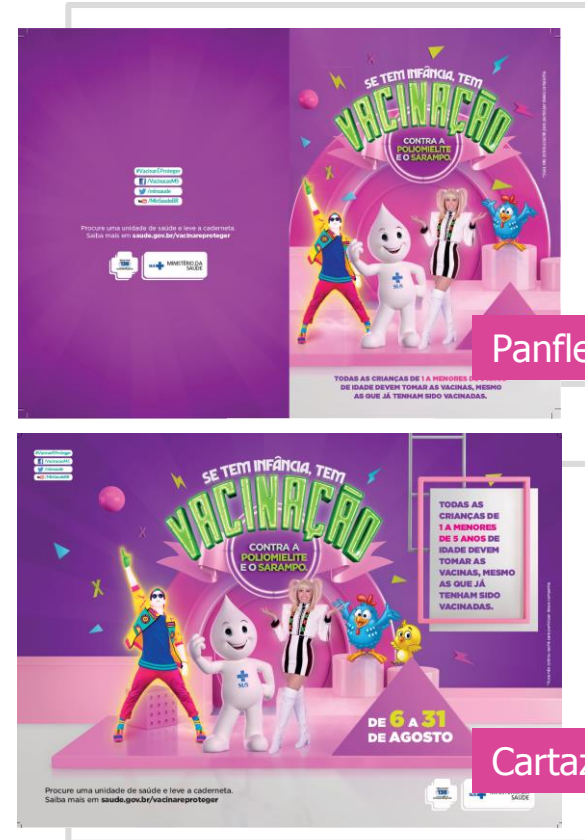 #VacinarÉProteger
/VacinacaoMS
/minsaude
/MinSaudeBR
Procure uma unidade de saúde e leve a caderneta.
Saiba mais em saude.gov.br/vacinareproteger
SUS
MINISTÉRIO DA
SAÚDE
SE TEM INFÂNCIA, TEM
VACINAÇÃO
CONTRA A
POLIOMIELITE
E O SARAMPO.
SUS
Panfle
TODAS AS CRIANÇAS DE 1 A MENORES
DE IDADE DEVEM TOMAR AS VACINAS, MESMO
AS QUE JÁ TENHAM SIDO VACINADAS.
#VacinarÉProteger
/VacinacaoMS
/minsaude
/MinSaudeBR
SE TEM INFÂNCIA, TEM
VACINAÇÃO
CONTRA A
POLIOMIELITE
E O SARAMPO.
TODAS AS
CRIANÇAS DE
1 A MENORES
DE 5 ANOS DE
IDADE DEVEM
TOMAR AS
VACINAS, MESMO
AS QUE JÁ
TENHAM SIDO
VACINADAS.
SUS
DE 6 A 31
DE AGOSTO
Cartaz
Procure uma unidade de saúde e leve a caderneta.
Saiba mais em saude.gov.br/vacinareproteger
136
SAÚDE